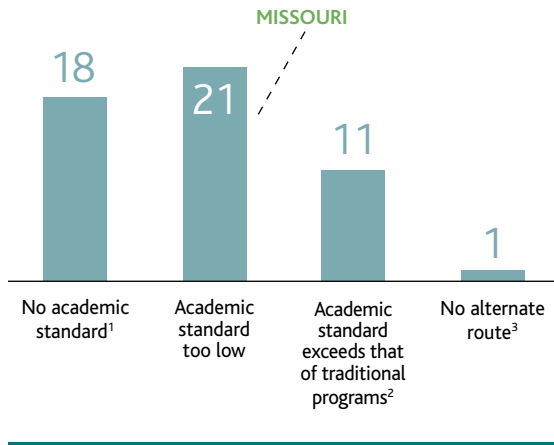 MISSOURI
18
21
11
1
No academic
standard1
Academic
standard
too low
Academic
standard
exceeds that
of traditional
programs2
No alternate
route3